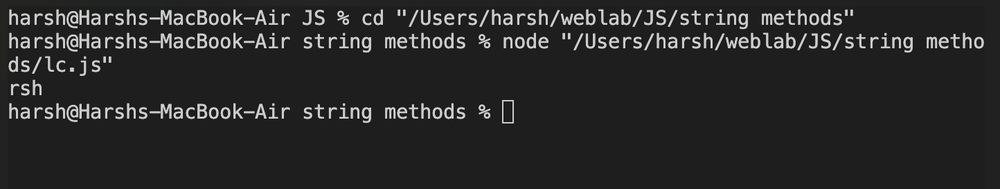 harsh@Harshs-MacBook-Air JS % cd "/Users/harsh/weblab/JS/string methods"
harsh@Harshs-MacBook-Air string methods % node "/Users/harsh/weblab/JS/string metho
ds/lc.js"
rsh
harsh@Harshs-MacBook-Air string methods %